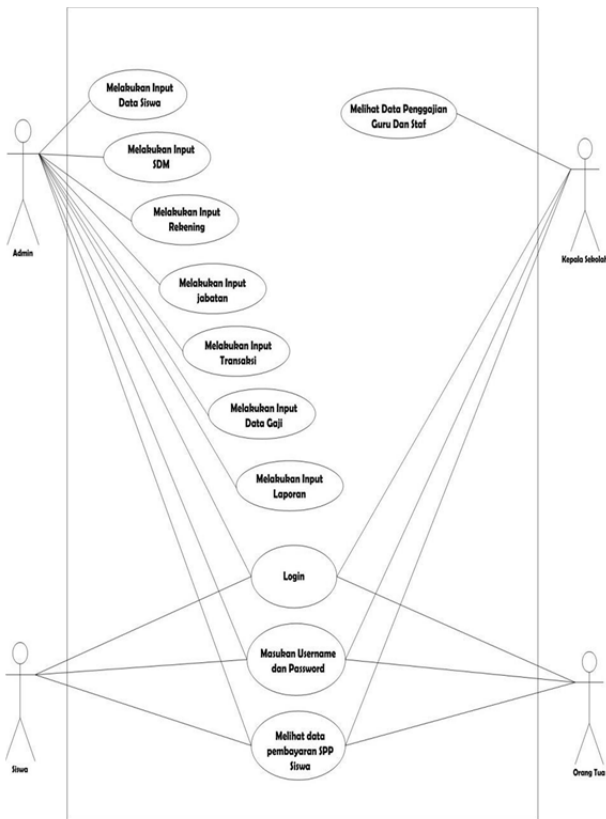 Melakukan Input
Data Siswa
Melihat Data Penggajian
Guru Dan Staf
Melakukan Input
SDM
Melakukan Input
Rekening
Admin
Kepala Sekolah
Melakukan Input
jabatan
Melakukan Input
Transaksi
Melakukan Input
Data Gaji
Melakukan Input
Laporan
Login
Masukan Username
dan Password
Melihat data
pembayaran SPP
Siswa
Siswa
Orang Tua